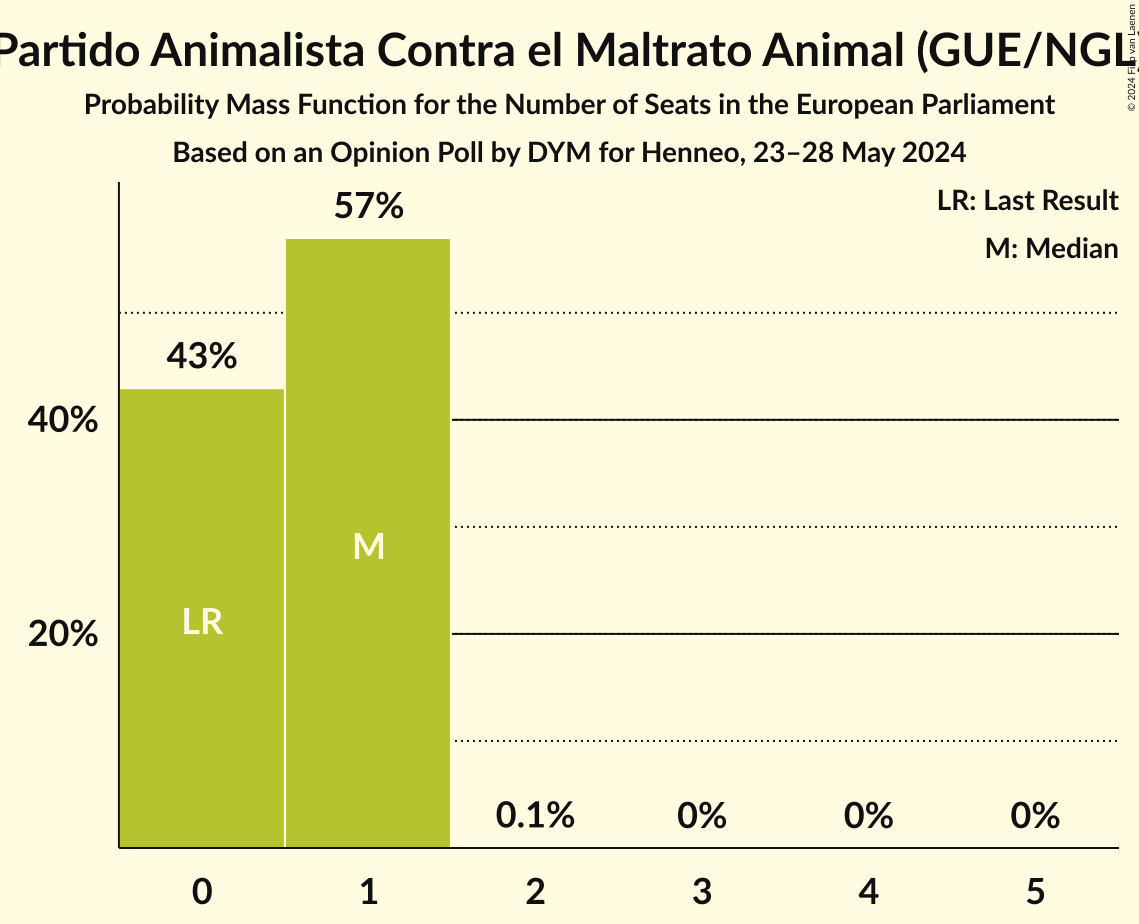 Partido Animalista Contra el Maltrato Animal (GUE/NGL)
© 2024 Filip van Laenen
Probability Mass Function for the Number of Seats in the European Parliament
Based on an Opinion Poll by DYM for Henneo, 23–28 May 2024
LR: Last Result
M: Median
57%
43%
40%
M
LR
20%
0.1% 0% 0% 0%
0 1 2 3 4 5